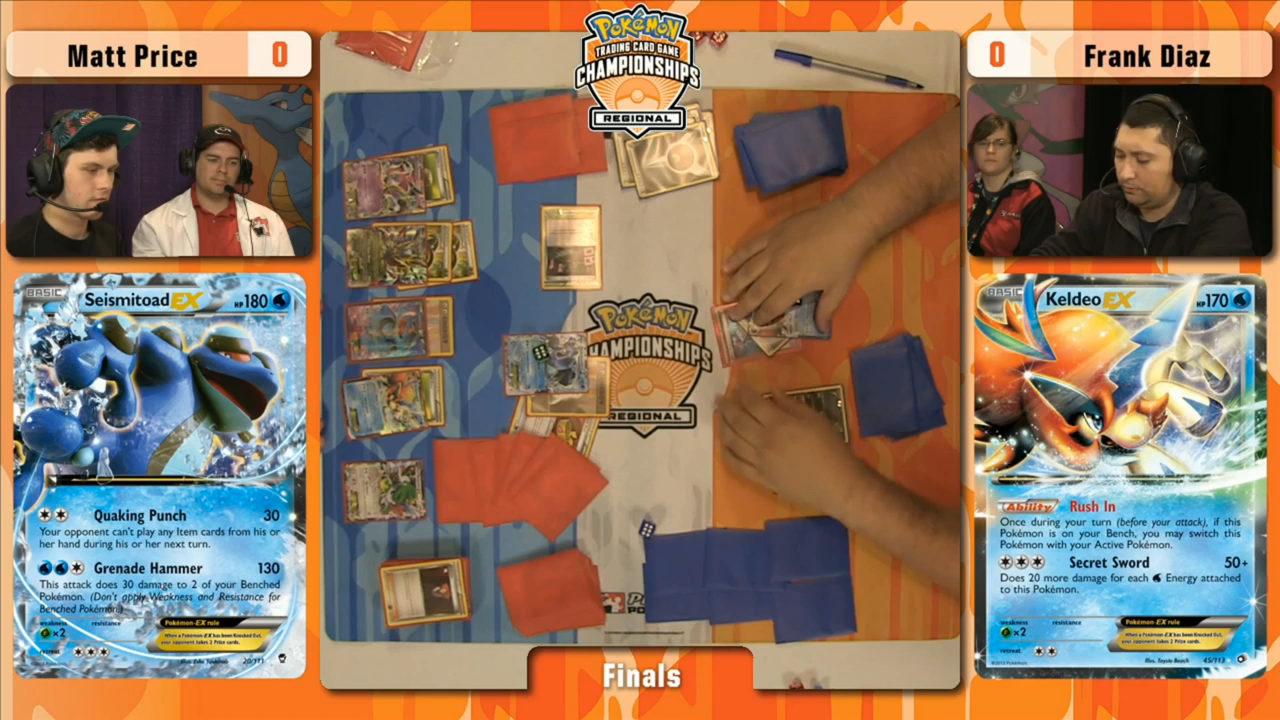 Matt Price
0
Pokémon
TRADING CARD GAME
CHAMPIONSHIPS
REGIONAL
0
Frank Diaz
BASIC
Seismitoad EX
HP 180
Quaking Punch 30
Your opponent can't play any Item cards from his or
her hand during his or her next turn.
Grenade Hammer 130
This attack does 30 damage to 2 of your Benched
Pokémon. (Don't apply Weakness and Resistance for
Benched Pokémon.)
weakness
resistance
×2
retreat
Pokémon-EX rule
When a Pokémon-EX has been Knocked Out,
your opponent takes 2 Prize cards.
20/111
Pokémon
CHAMPIONSHIPS
REGIONAL
BASIC
Keldeo EX
HP 170
Ability Rush In
Once during your turn (before your attack), if this
Pokémon is on your Bench, you may switch this
Pokémon with your Active Pokémon.
Secret Sword 50+
Does 20 more damage for each Energy attached
to this Pokémon.
weakness
resistance
×2
retreat
Pokémon-EX rule
When a Pokémon-EX has been Knocked Out,
your opponent takes 2 Prize cards.
45/113
Finals